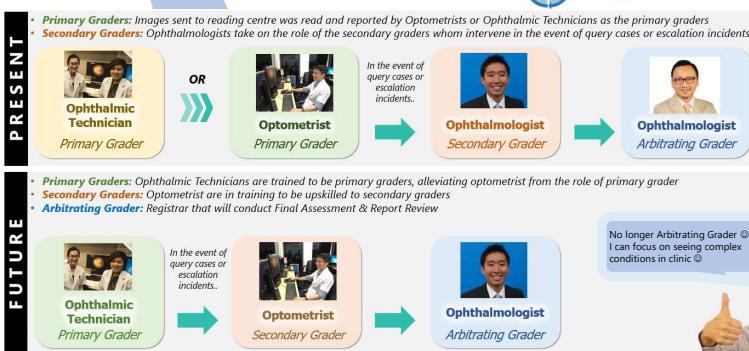 PRESENT
• Primary Graders: Images sent to reading centre was read and reported by Optometrists or Ophthalmic Technicians as the primary graders
• Secondary Graders: Ophthalmologists take on the role of the secondary graders whom intervene in the event of query cases or escalation incidents
Ophthalmic
Technician
Primary Grader
OR
Optometrist
Primary Grader
In the event of
query cases or
escalation
incidents..
Ophthalmologist
Secondary Grader
Ophthalmologist
Arbitrating Grader
FUTURE
• Primary Graders: Ophthalmic Technicians are trained to be primary graders, alleviating optometrist from the role of primary grader
• Secondary Graders: Optometrist are in training to be upskilled to secondary graders
• Arbitrating Grader: Registrar that will conduct Final Assessment & Report Review
Ophthalmic
Technician
Primary Grader
In the event of
query cases or
escalation
incidents..
Optometrist
Secondary Grader
Ophthalmologist
Arbitrating Grader
No longer Arbitrating Grader ☺
I can focus on seeing complex
conditions in clinic ☺